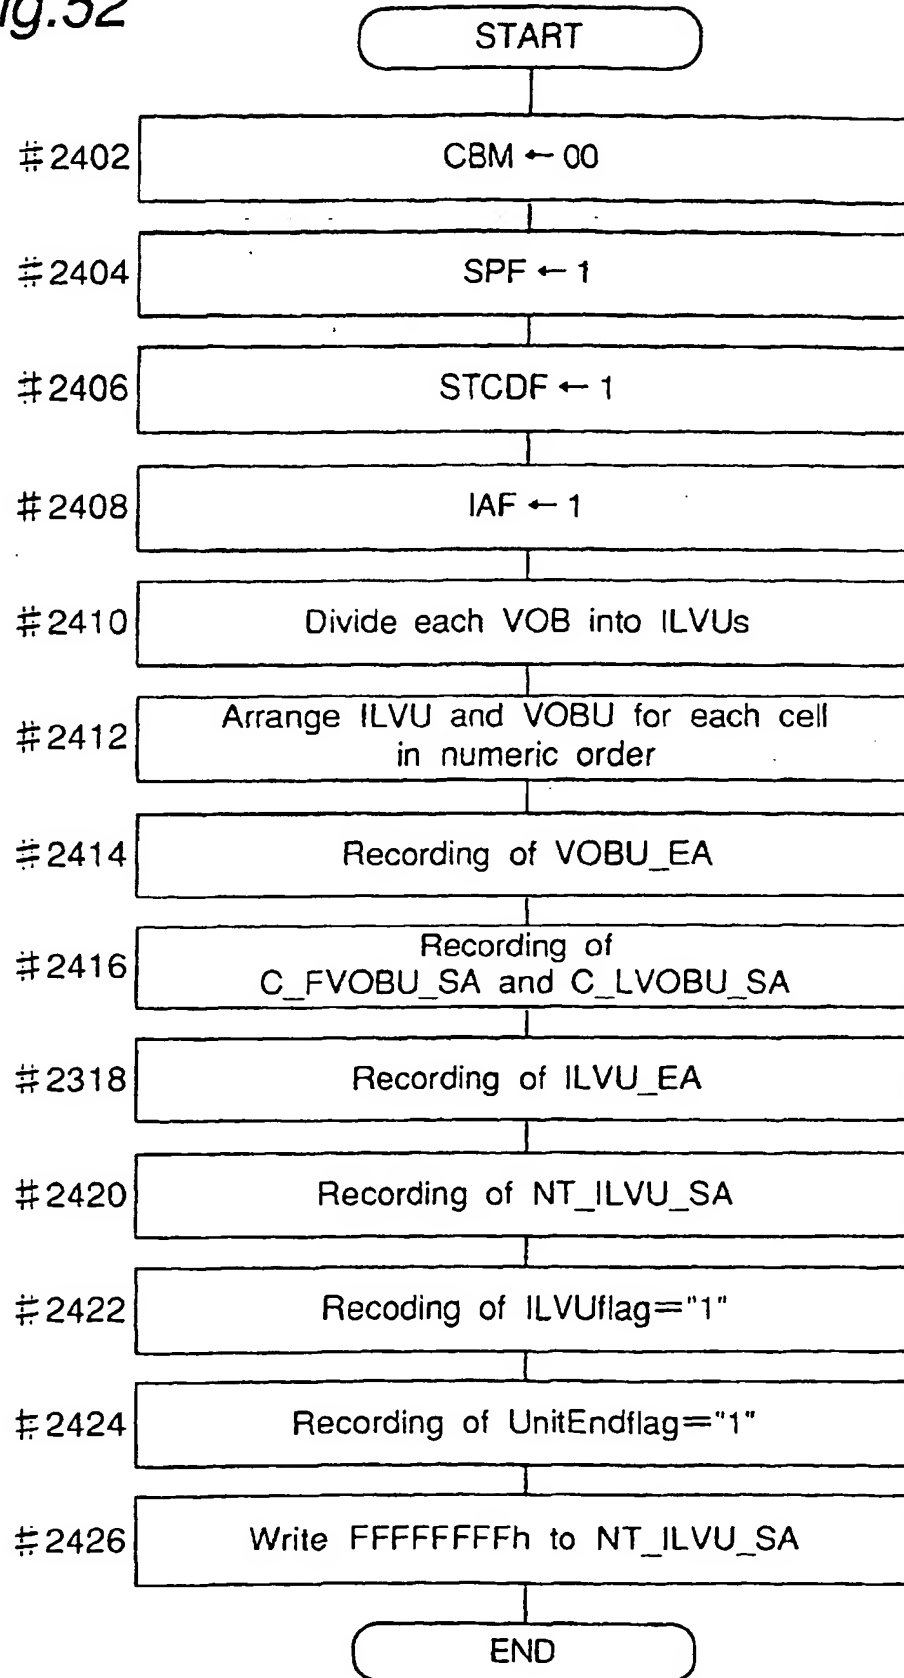 ig.52
START
#2402 CBM ← 00
#2404 SPF ← 1
#2406 STCDF ← 1
#2408 IAF ← 1
#2410 Divide each VOB into ILVUs
#2412 Arrange ILVU and VOBU for each cell
in numeric order
#2414 Recording of VOBU_EA
#2416 Recording of
C_FVOBU_SA and C_LVOBU_SA
#2318 Recording of ILVU_EA
#2420 Recording of NT_ILVU_SA
#2422 Recoding of ILVUflag="1"
#2424 Recording of UnitEndflag="1"
#2426 Write FFFFFFFFh to NT_ILVU_SA
END